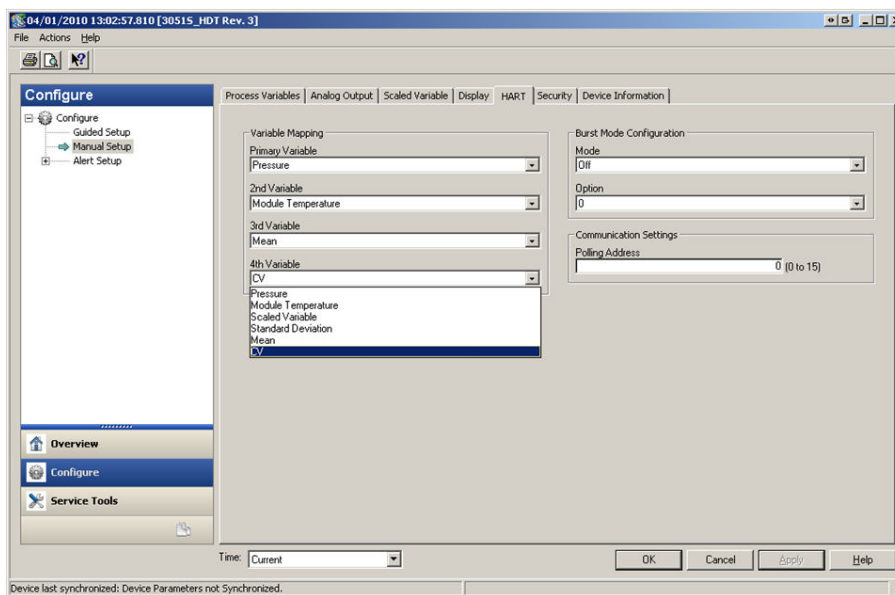 04/01/2010 13:02:57.810 [3051S_HDT Rev. 3]
File Actions Help
Configure
Configure
Guided Setup
Manual Setup
Alert Setup
Overview
Configure
Service Tools
Process Variables Analog Output Scaled Variable Display HART Security Device Information
Variable Mapping
Primary Variable
Pressure
2nd Variable
Module Temperature
3rd Variable
Mean
4th Variable
CV
Pressure
Module Temperature
Scaled Variable
Standard Deviation
Mean
CV
Burst Mode Configuration
Mode
Off
Option
0
Communication Settings
Polling Address
0 (0 to 15)
Time: Current
OK Cancel Apply Help
Device last synchronized: Device Parameters not Synchronized.